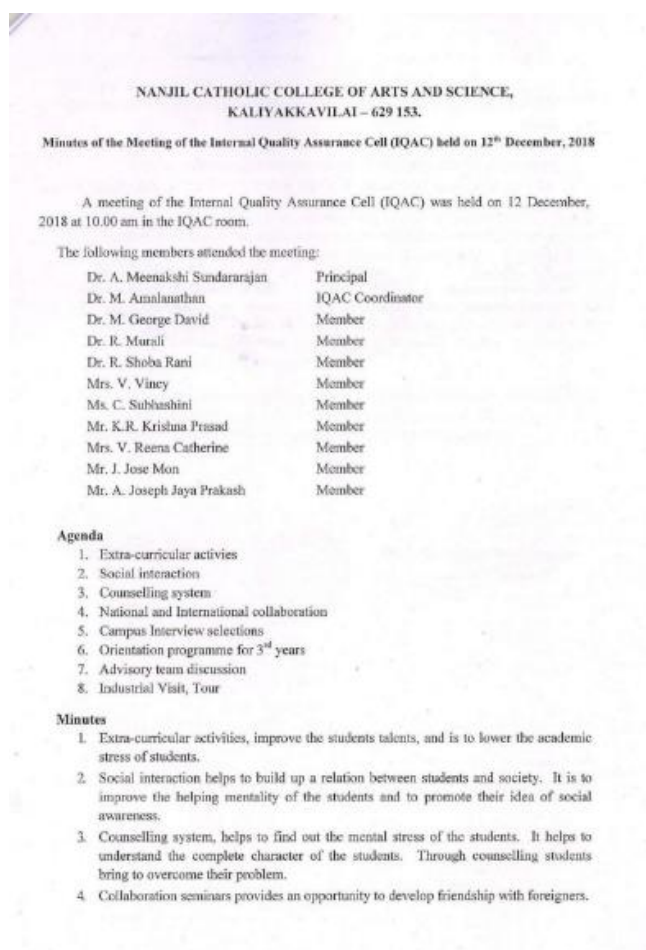 NANJIL CATHOLIC COLLEGE OF ARTS AND SCIENCE,
KALIYAKKAVILAI – 629 153.
Minutes of the Meeting of the Internal Quality Assurance Cell (IQAC) held on 12th December, 2018
A meeting of the Internal Quality Assurance Cell (IQAC) was held on 12 December,
2018 at 10.00 am in the IQAC room.
The following members attended the meeting:
Dr. A. Meenakshi Sundararajan Principal
Dr. M. Amalanathan IQAC Coordinator
Dr. M. George David Member
Dr. R. Murali Member
Dr. R. Shoba Rani Member
Mrs. V. Vincy Member
Ms. C. Subhashini Member
Mr. K.R. Krishna Prasad Member
Mrs. V. Reena Catherine Member
Mr. J. Jose Mon Member
Mr. A. Joseph Jaya Prakash Member
Agenda
1. Extra-curricular activies
2. Social interaction
3. Counselling system
4. National and International collaboration
5. Campus Interview selections
6. Orientation programme for 3rd years
7. Advisory team discussion
8. Industrial Visit, Tour
Minutes
1. Extra-curricular activities, improve the students talents, and is to lower the academic
stress of students.
2. Social interaction helps to build up a relation between students and society. It is to
improve the helping mentality of the students and to promote their idea of social
awareness.
3. Counselling system, helps to find out the mental stress of the students. It helps to
understand the complete character of the students. Through counselling students
bring to overcome their problem.
4. Collaboration seminars provides an opportunity to develop friendship with foreigners.